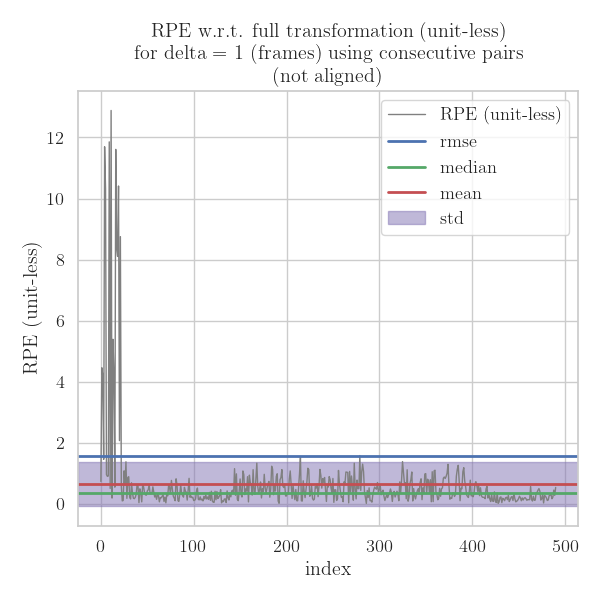 RPE w.r.t. full transformation (unit-less)
for delta = 1 (frames) using consecutive pairs
(not aligned)
RPE (unit-less)
rmse
median
mean
std
12
10
8
6
4
2
0
RPE (unit-less)
0
100
200
300
400
500
index